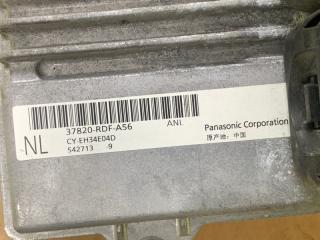 37820-RDF-A56
NL
CY-EH34E04D
542713 9
ANL
Panasonic Corporation
原产地: 中国